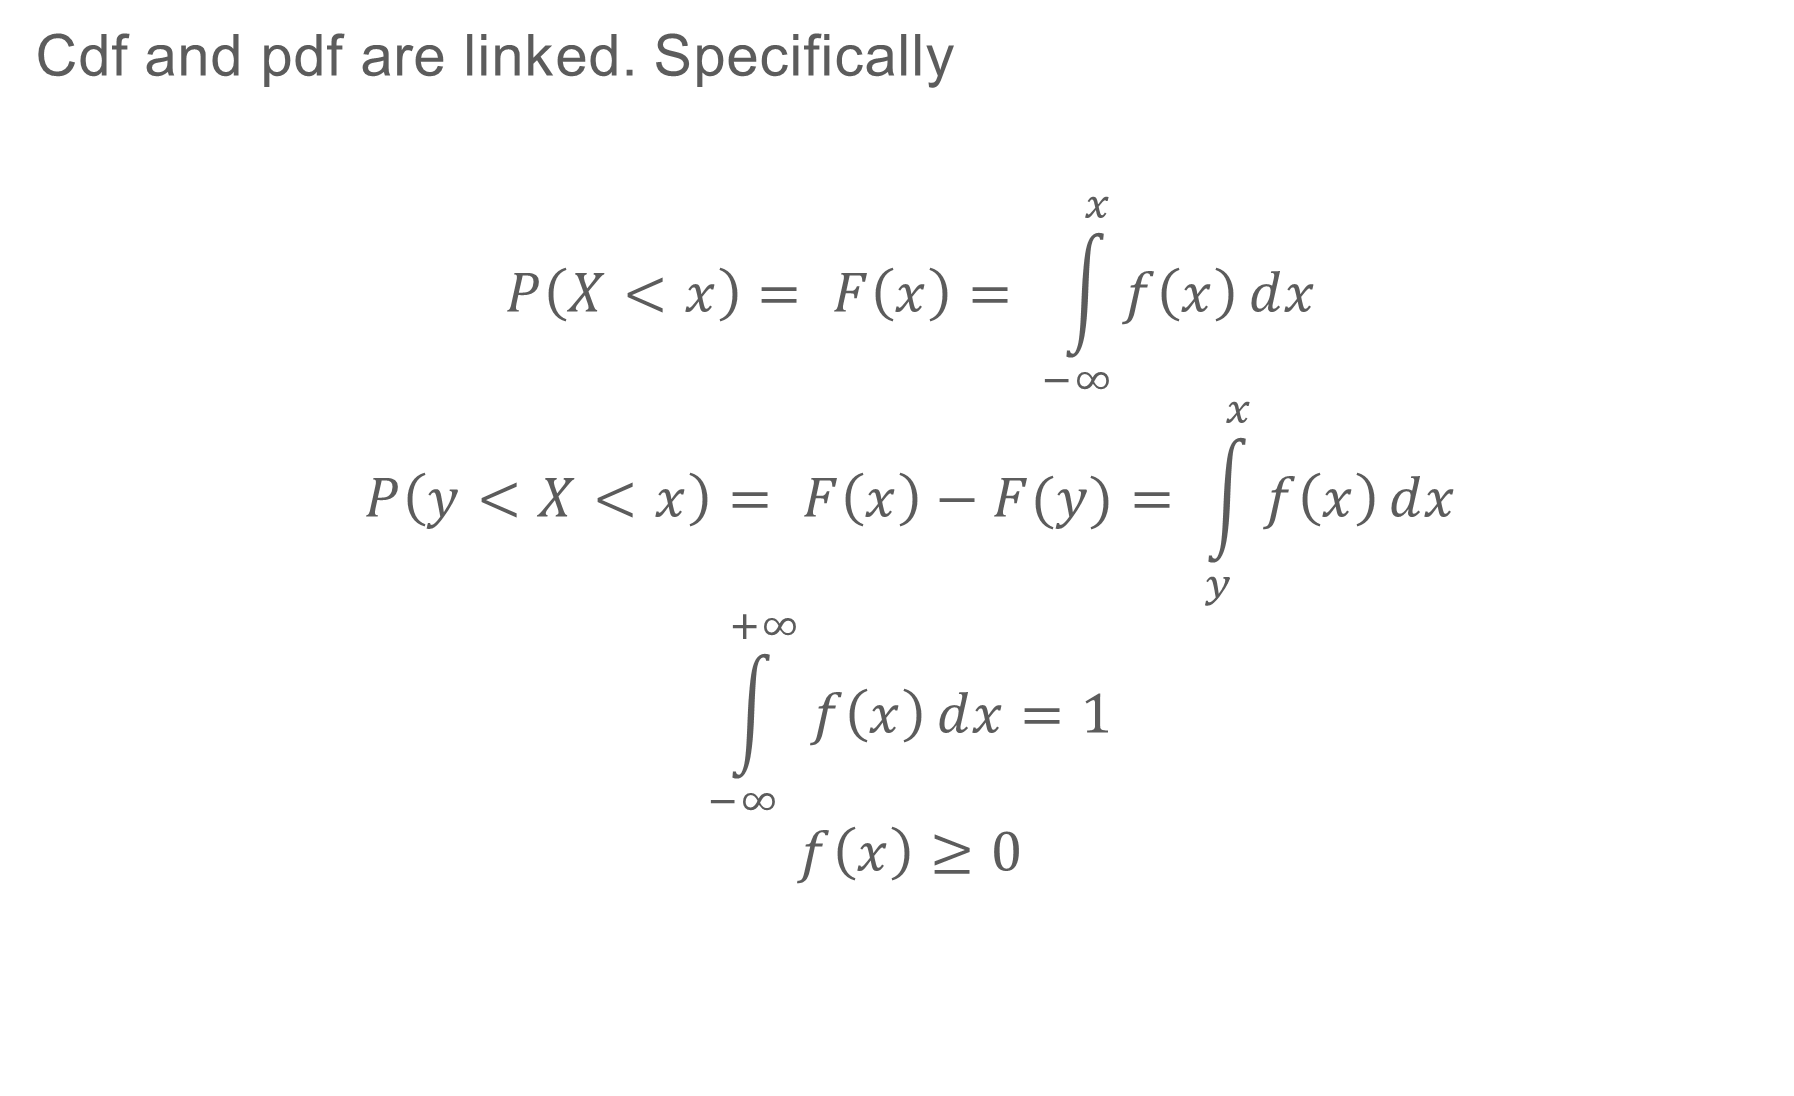 Cdf and pdf are linked. Specifically
P(X < x) = F(x) = ∫_{−∞}^{x} f(x) dx
P(y < X < x) = F(x) − F(y) = ∫_{y}^{x} f(x) dx
∫_{−∞}^{+∞} f(x) dx = 1
f(x) ≥ 0